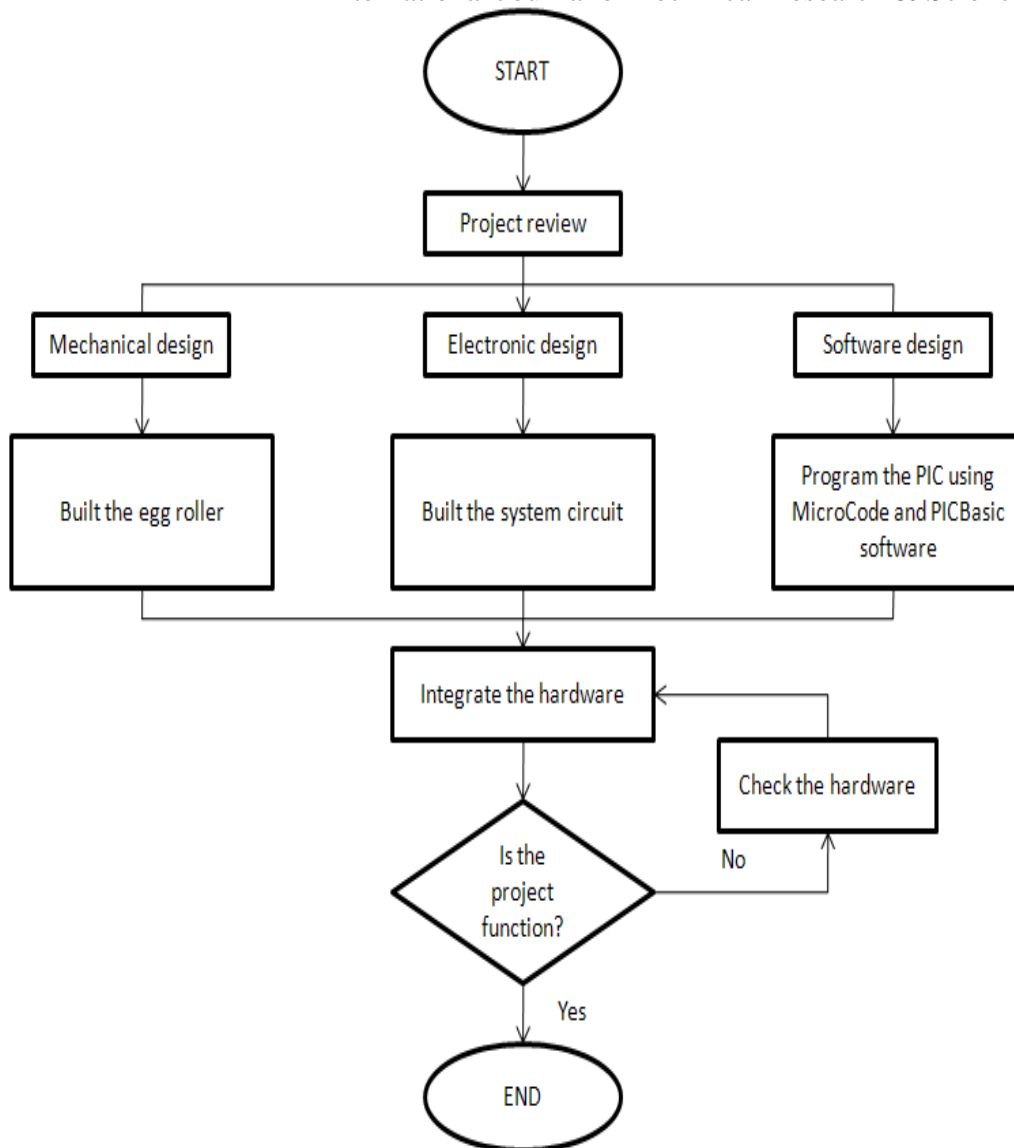 START
Project review
Mechanical design
Electronic design
Software design
Built the egg roller
Built the system circuit
Program the PIC using
MicroCode and PICBasic
software
Integrate the hardware
Check the hardware
Is the
project
function?
No
Yes
END